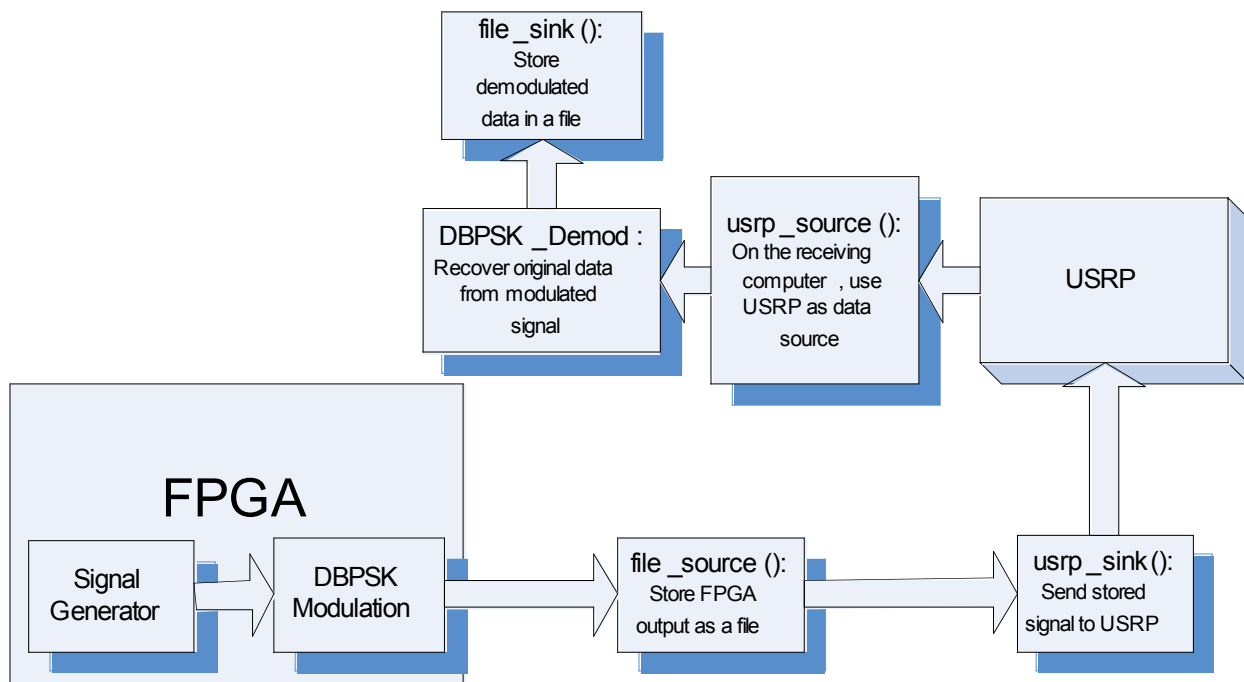 file _sink ():
Store
demodulated
data in a file
DBPSK _Demod :
Recover original data
from modulated
signal
usrp _source ():
On the receiving
computer , use
USRP as data
source
USRP
FPGA
Signal
Generator
DBPSK
Modulation
file _source ():
Store FPGA
output as a file
usrp _sink():
Send stored
signal to USRP